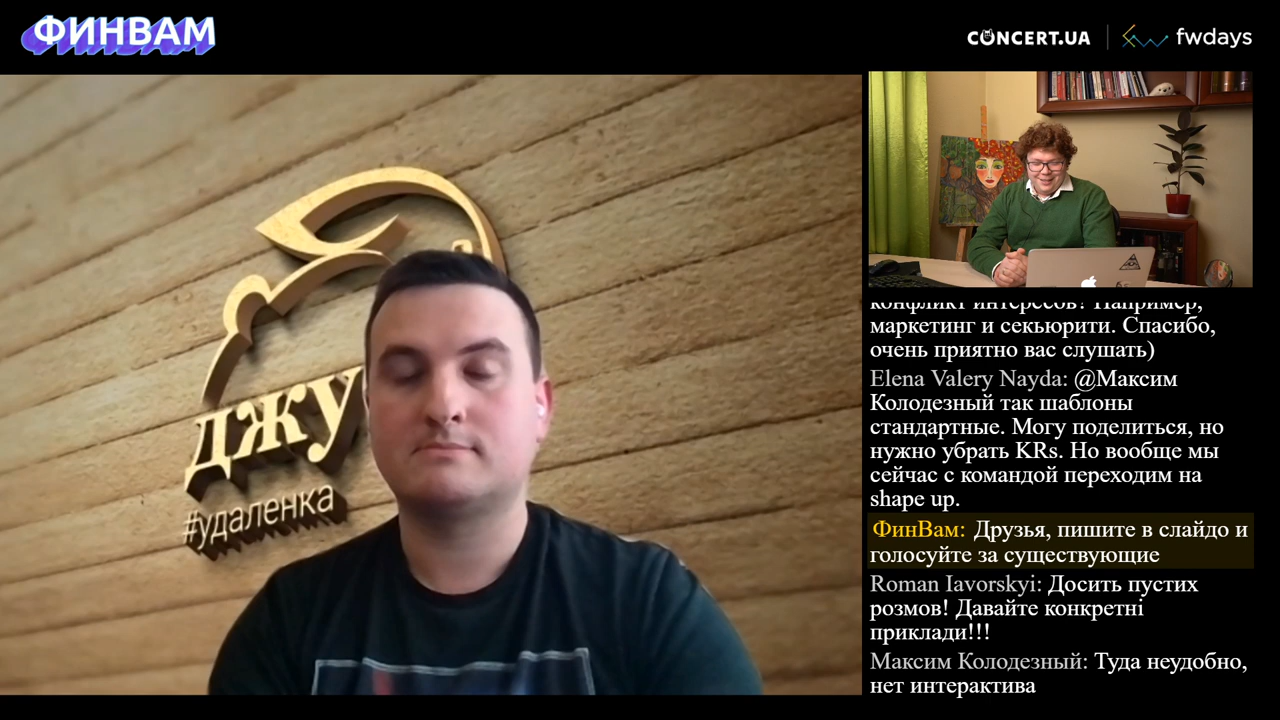 ФИНВАМ
CONCERT.UA
fwdays
джу
#удаленка
конфликт интересов? Например,
маркетинг и секьюрити. Спасибо,
очень приятно вас слушать)
Elena Valery Nayda: @Максим
Колодезный так шаблоны
стандартные. Могу поделиться, но
нужно убрать KRs. Но вообще мы
сейчас с командой переходим на
shape up.
ФинВам: Друзья, пишите в слайдо и
голосуйте за существующие
Roman Iavorskyi: Досить пустих
розмов! Давайте конкретні
приклади!!!
Максим Колодезный: Туда неудобно,
нет интерактива